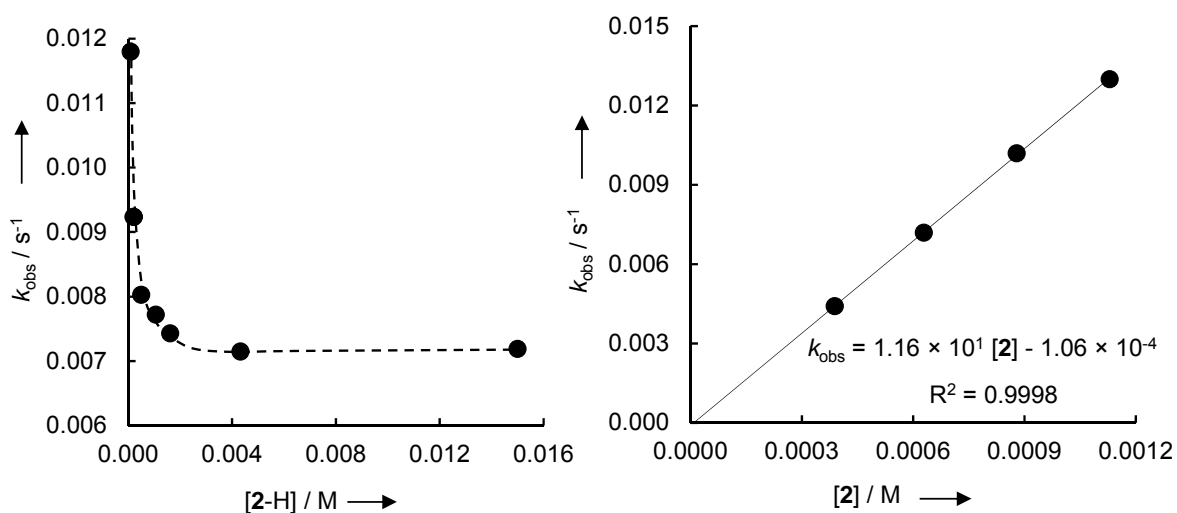 0.012
0.011
0.010
0.009
0.008
0.007
0.006
k_obs / s⁻¹
0.000 0.004 0.008 0.012 0.016
[2-H] / M
0.015
0.012
0.009
0.006
0.003
0.000
k_obs / s⁻¹
k_obs = 1.16 × 10¹ [2] - 1.06 × 10⁻⁴
R² = 0.9998
0.0000 0.0003 0.0006 0.0009 0.0012
[2] / M